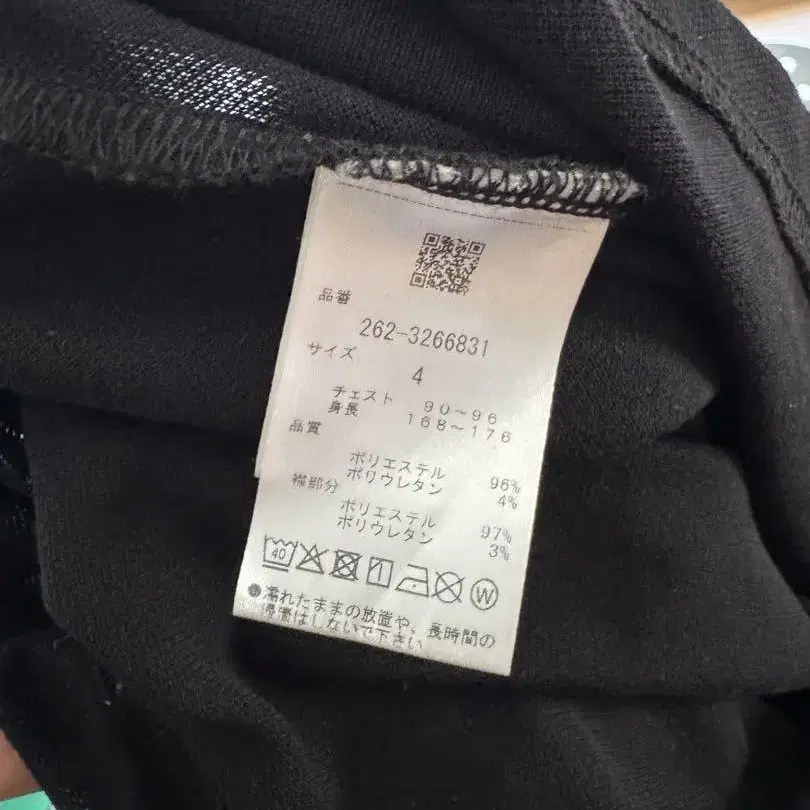 品番
262-3266831
サイズ
4
チェスト 90～96
身長 168～176
品質
ポリエステル 96%
ポリウレタン 4%
襟部分
ポリエステル 97%
ポリウレタン 3%
40 W
●濡れたままの放置や、長時間の
浸漬はしないで下さい